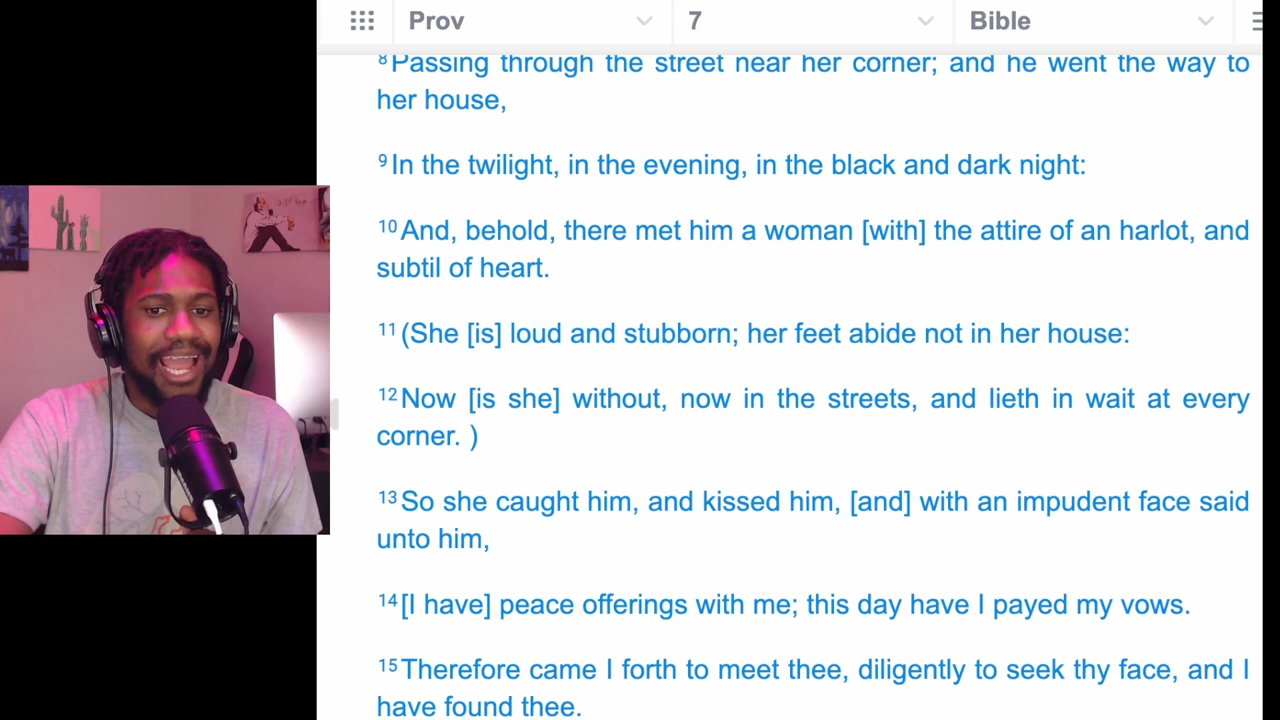 Prov 7 Bible
8 Passing through the street near her corner; and he went the way to
her house,
9 In the twilight, in the evening, in the black and dark night:
10 And, behold, there met him a woman [with] the attire of an harlot, and
subtil of heart.
11 (She [is] loud and stubborn; her feet abide not in her house:
12 Now [is she] without, now in the streets, and lieth in wait at every
corner. )
13 So she caught him, and kissed him, [and] with an impudent face said
unto him,
14 [I have] peace offerings with me; this day have I payed my vows.
15 Therefore came I forth to meet thee, diligently to seek thy face, and I
have found thee.